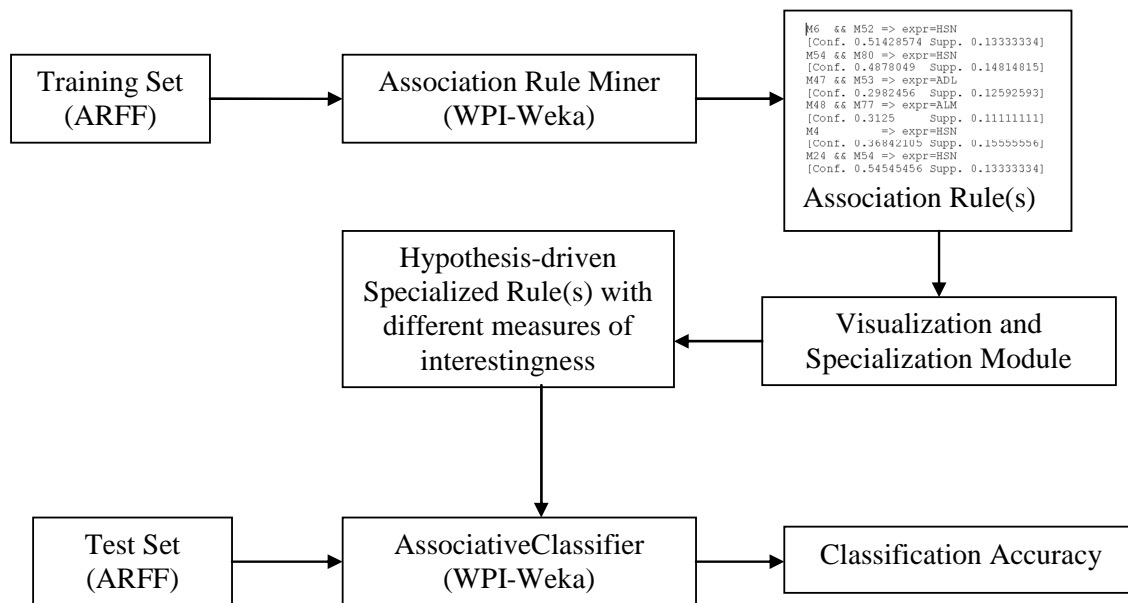 Training Set
(ARFF)
Association Rule Miner
(WPI-Weka)
M6 && M52 => expr=HSN
[Conf. 0.51428574 Supp. 0.13333334]
M54 && M80 => expr=HSN
[Conf. 0.4878049 Supp. 0.14814815]
M47 && M53 => expr=ADL
[Conf. 0.2982456 Supp. 0.12592593]
M48 && M77 => expr=ALM
[Conf. 0.3125 Supp. 0.11111111]
M4 => expr=HSN
[Conf. 0.36842105 Supp. 0.15555556]
M24 && M54 => expr=HSN
[Conf. 0.54545456 Supp. 0.13333334]
Association Rule(s)
Hypothesis-driven
Specialized Rule(s) with
different measures of
interestingness
Visualization and
Specialization Module
Test Set
(ARFF)
AssociativeClassifier
(WPI-Weka)
Classification Accuracy